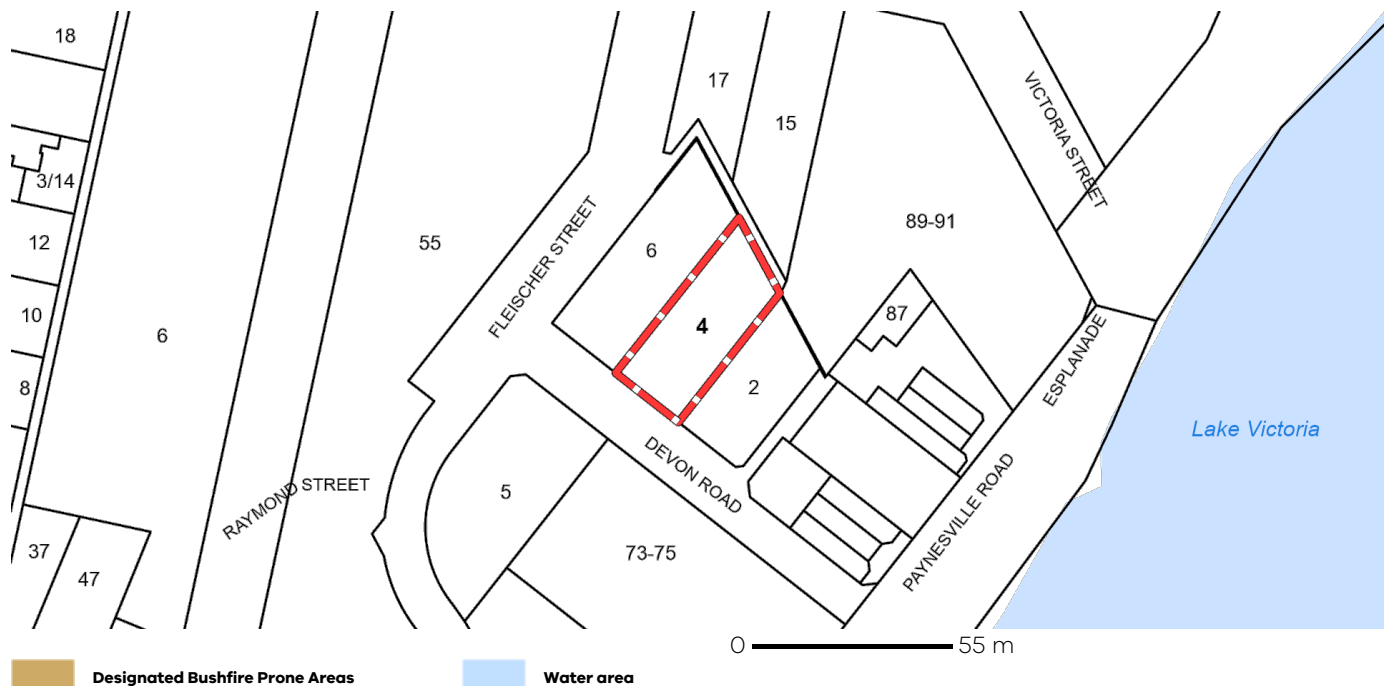 18
17
15
VICTORIA STREET
3/14
12
55
FLEISCHER STREET
6
89-91
10
6
4
87
ESPLANADE
8
2
Lake Victoria
DEVON ROAD
RAYMOND STREET
5
PAYNESVILLE ROAD
37
47
73-75
0 55 m
Designated Bushfire Prone Areas
Water area